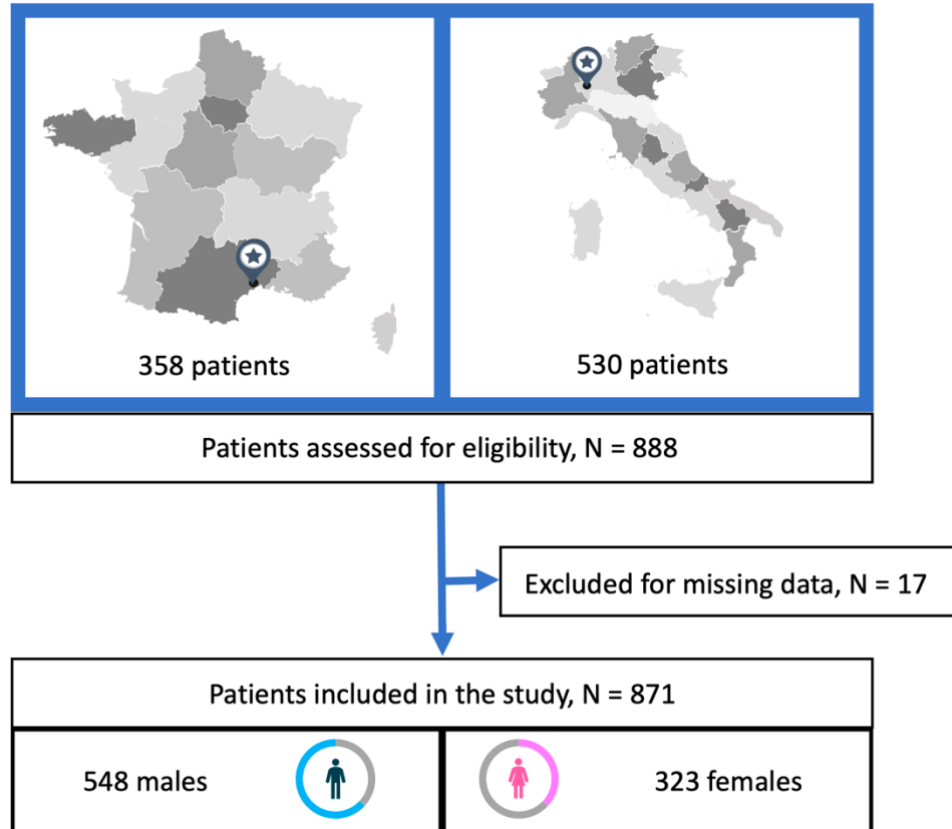 358 patients
530 patients
Patients assessed for eligibility, N = 888
Excluded for missing data, N = 17
Patients included in the study, N = 871
548 males
323 females